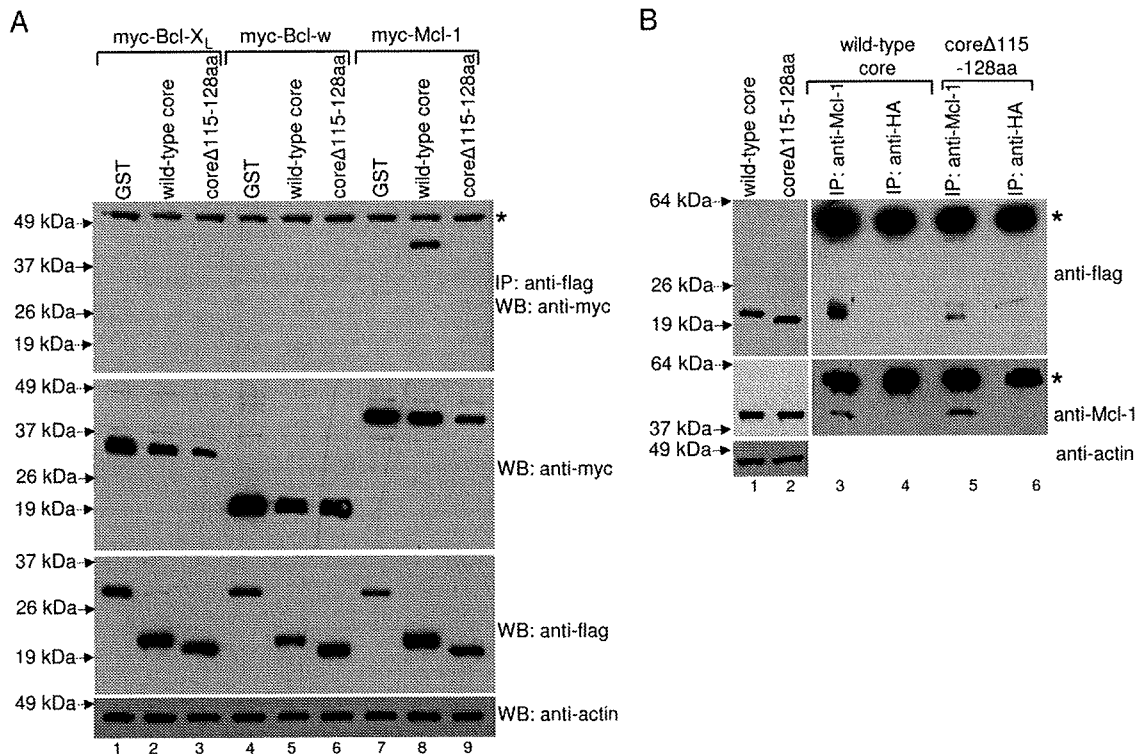 A
myc-Bcl-XL
myc-Bcl-w
myc-Mcl-1
GST
wild-type core
coreΔ115-128aa
GST
wild-type core
coreΔ115-128aa
GST
wild-type core
coreΔ115-128aa
49 kDa
37 kDa
26 kDa
19 kDa
*
IP: anti-flag
WB: anti-myc
49 kDa
37 kDa
26 kDa
19 kDa
WB: anti-myc
37 kDa
26 kDa
19 kDa
WB: anti-flag
49 kDa
WB: anti-actin
1 2 3 4 5 6 7 8 9
B
wild-type
core
coreΔ115
-128aa
wild-type core
coreΔ115-128aa
IP: anti-Mcl-1
IP: anti-HA
IP: anti-Mcl-1
IP: anti-HA
64 kDa
26 kDa
19 kDa
*
anti-flag
64 kDa
37 kDa
*
anti-Mcl-1
49 kDa
anti-actin
1 2 3 4 5 6